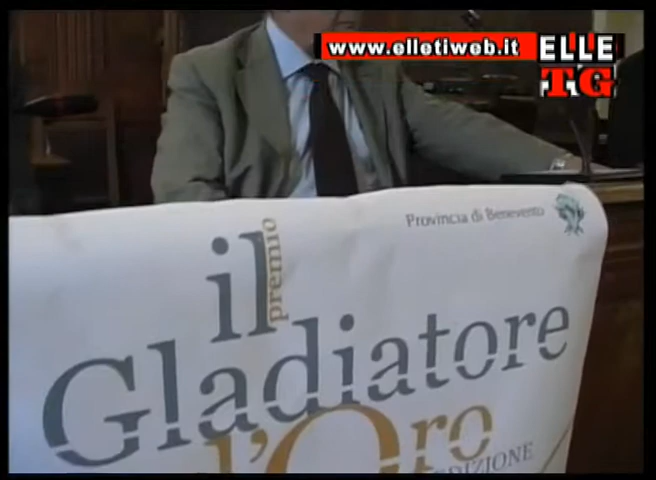 www.elletiweb.it
ELLE
TG
Provincia di Benevento
il
premio
Gladiatore
l'Oro
EDIZIONE